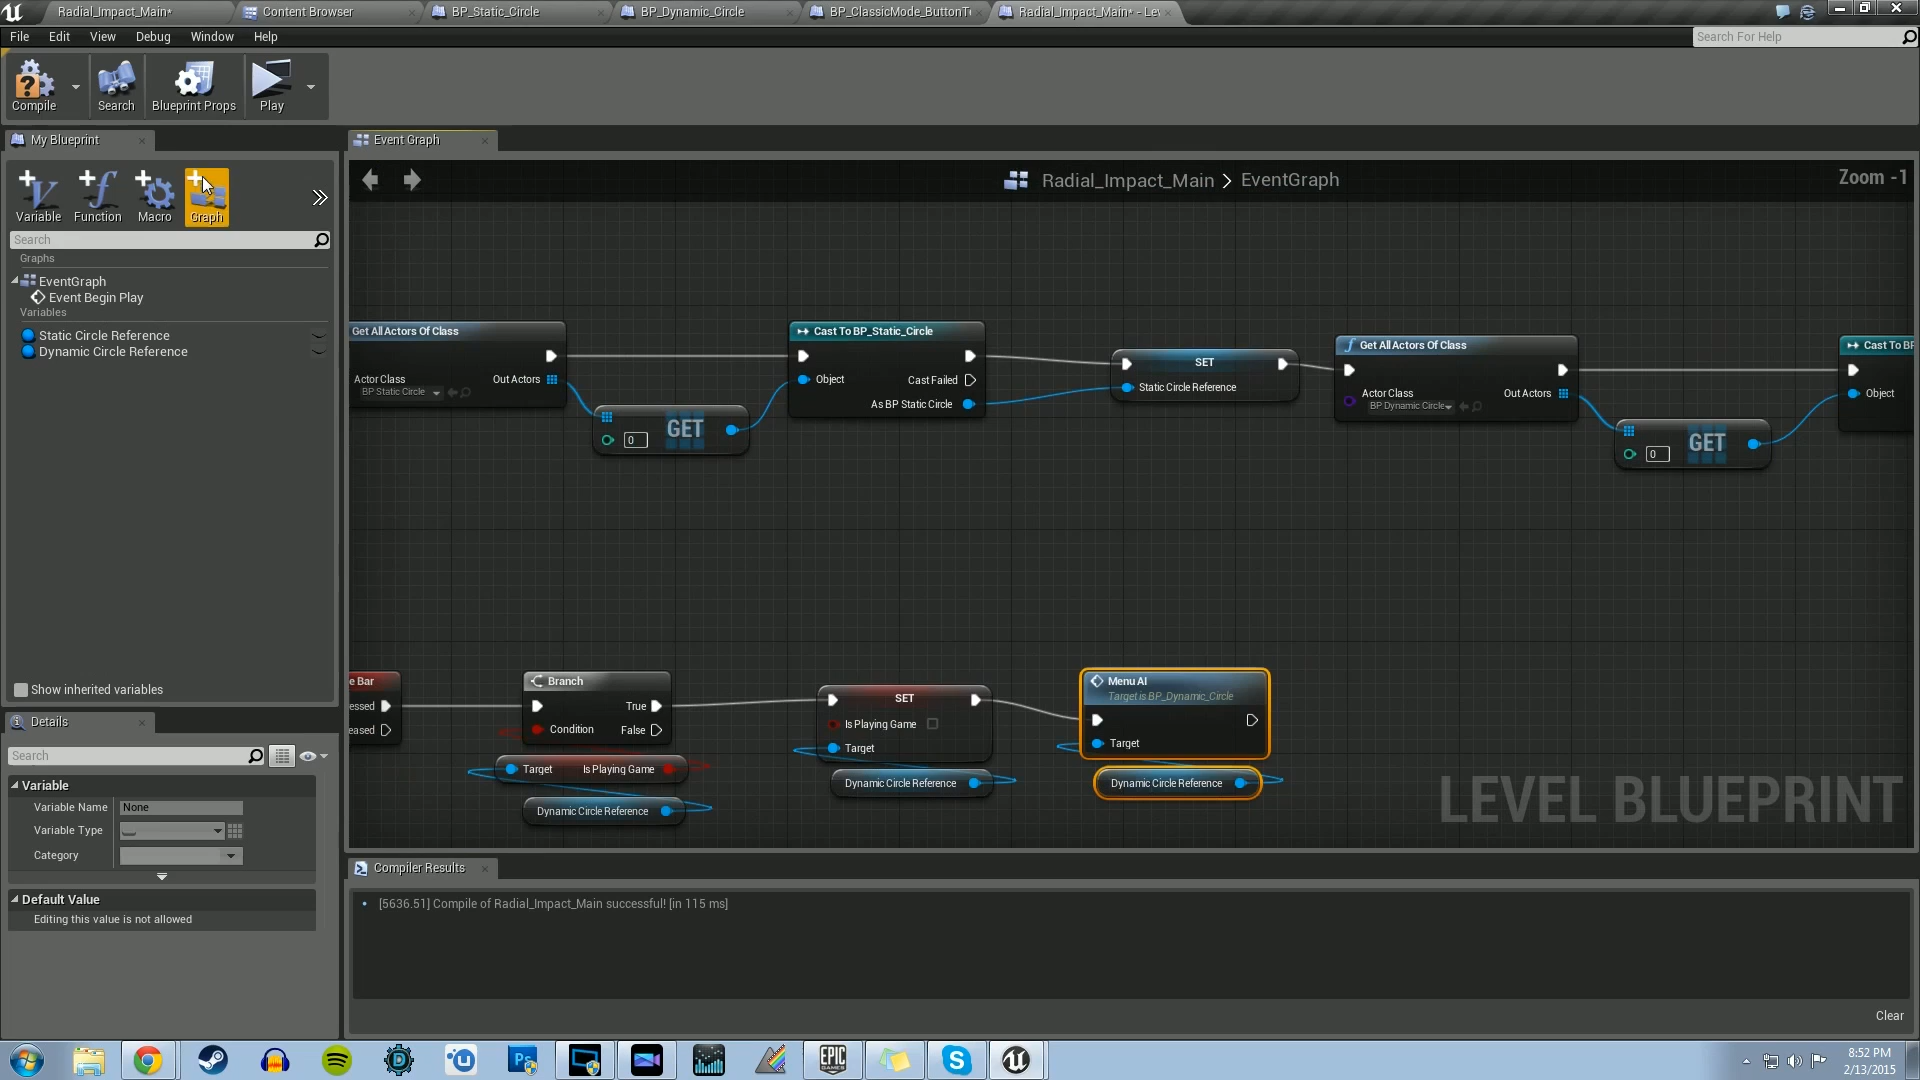 Radial_Impact_Main*
Content Browser
BP_Static_Circle
BP_Dynamic_Circle
BP_ClassicMode_ButtonT
Radial_Impact_Main* - Le
File Edit View Debug Window Help
Search For Help
Compile
Search
Blueprint Props
Play
My Blueprint
Event Graph
Variable
Function
Macro
Graph
Radial_Impact_Main > EventGraph
Zoom -1
Search
Graphs
EventGraph
Event Begin Play
Variables
Static Circle Reference
Dynamic Circle Reference
Show inherited variables
Get All Actors Of Class
Actor Class
BP Static Circle
Out Actors
0
GET
Cast To BP_Static_Circle
Object
Cast Failed
As BP Static Circle
SET
Static Circle Reference
Get All Actors Of Class
Actor Class
BP Dynamic Circle
Out Actors
0
GET
Cast To BP
Object
e Bar
essed
eased
Branch
True
Condition
False
Target
Is Playing Game
Dynamic Circle Reference
SET
Is Playing Game
Target
Dynamic Circle Reference
Menu AI
Target is BP_Dynamic_Circle
Target
Dynamic Circle Reference
LEVEL BLUEPRINT
Details
Search
Variable
Variable Name
None
Variable Type
Category
Default Value
Editing this value is not allowed
Compiler Results
[5636.51] Compile of Radial_Impact_Main successful! [in 115 ms]
Clear
EPIC
GAMES
8:52 PM
2/13/2015